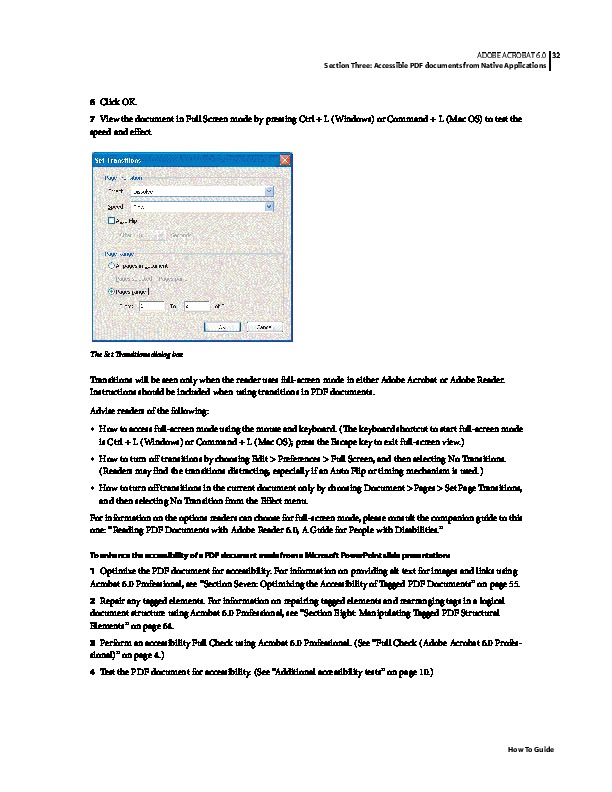 ADOBE ACROBAT 6.0 32
Section Three: Accessible PDF documents from Native Applications
6 Click OK.
7 View the document in Full Screen mode by pressing Ctrl + L (Windows) or Command + L (Mac OS) to test the
speed and effect.
Set Transitions
Page Transition
Effect: Dissolve
Speed:
Auto Flip
Seconds
Page Range
All pages in document
Pages range
From: 1 To: of
OK Cancel
The Set Transitions dialog box
Transitions will be seen only when the reader uses full-screen mode in either Adobe Acrobat or Adobe Reader.
Instructions should be included when using transitions in PDF documents.
Advise readers of the following:
• How to access full-screen mode using the mouse and keyboard. (The keyboard shortcut to start full-screen mode
is Ctrl + L (Windows) or Command + L (Mac OS); press the Escape key to exit full-screen view.)
• How to turn off transitions by choosing Edit > Preferences > Full Screen, and then selecting No Transitions.
(Readers may find the transitions distracting, especially if an Auto Flip or timing mechanism is used.)
• How to turn off transitions in the current document only by choosing Document > Pages > Set Page Transitions,
and then selecting No Transition from the Effect menu.
For information on the options readers can choose for full-screen mode, please consult the companion guide to this
one: "Reading PDF Documents with Adobe Reader 6.0, A Guide for People with Disabilities."
To enhance the accessibility of a PDF document made from a Microsoft PowerPoint slide presentations
1 Optimize the PDF document for accessibility. For information on providing alt text for images and links using
Acrobat 6.0 Professional, see "Section Seven: Optimizing the Accessibility of Tagged PDF Documents" on page 55.
2 Repair any tagged elements. For information on repairing tagged elements and rearranging tags in a logical
document structure using Acrobat 6.0 Professional, see "Section Eight: Manipulating Tagged PDF Structural
Elements" on page 64.
3 Perform an accessibility Full Check using Acrobat 6.0 Professional. (See "Full Check (Adobe Acrobat 6.0 Profes-
sional)" on page 4.)
4 Test the PDF document for accessibility. (See "Additional accessibility tests" on page 10.)
How To Guide